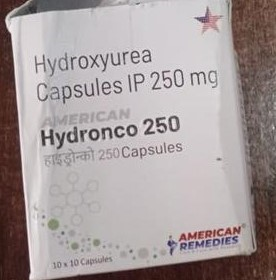 Hydroxyurea
Capsules IP 250 mg
AMERICAN
Hydronco 250
हाइड्रोन्को 250 Capsules
10 x 10 Capsules
AMERICAN
REMEDIES